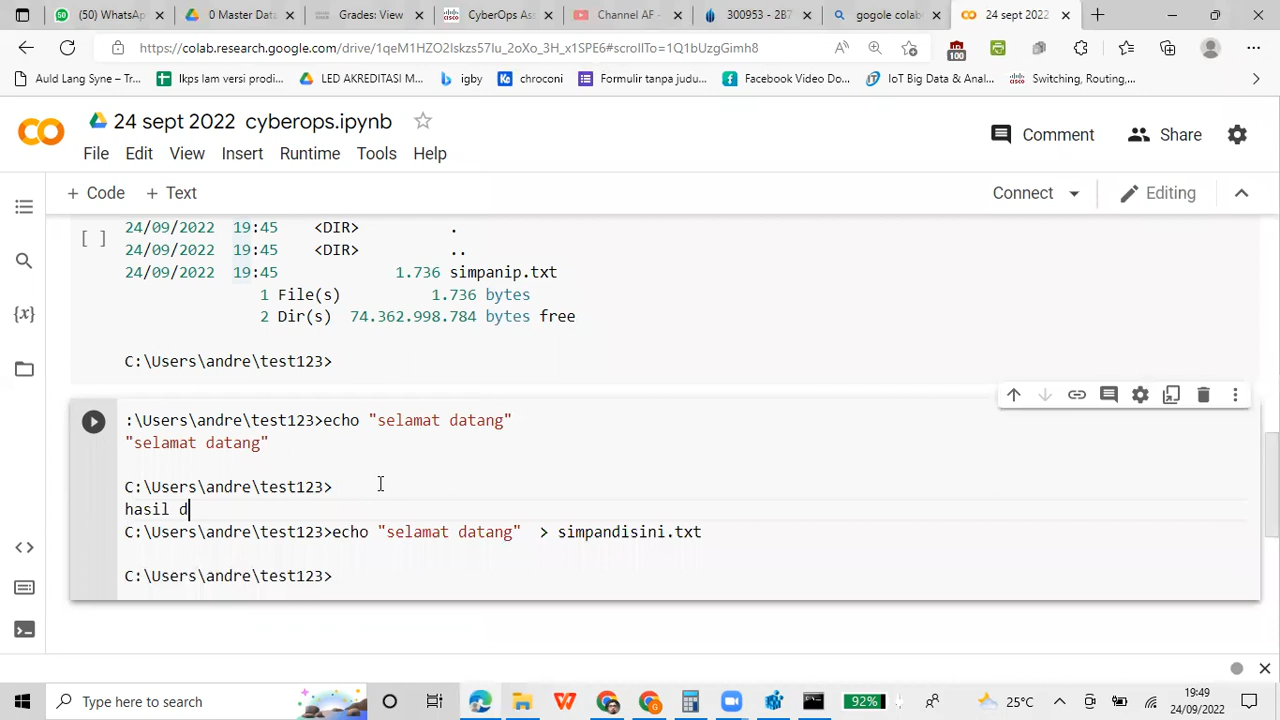 (50) WhatsA
0 Master Data
Grades: View
CyberOps Ass
Channel AF -
3009535- 287
gogole colab
24 sept 2022
https://colab.research.google.com/drive/1qeM1HZO2Iskzs57Iu_2oXo_3H_x1SPE6#scrollTo=1Q1bUzgGimh8
100
Auld Lang Syne – Tr...
lkps lam versi prodi...
LED AKREDITASI M...
igby
chroconi
Formulir tanpa judu...
Facebook Video Do...
IoT Big Data & Anal...
Switching, Routing,...
24 sept 2022 cyberops.ipynb
Comment
Share
File Edit View Insert Runtime Tools Help
+ Code + Text
Connect
Editing
24/09/2022 19:45 <DIR> .
[ ]
24/09/2022 19:45 <DIR> ..
24/09/2022 19:45 1.736 simpanip.txt
1 File(s) 1.736 bytes
2 Dir(s) 74.362.998.784 bytes free
C:\Users\andre\test123>
:\Users\andre\test123>echo "selamat datang"
"selamat datang"
C:\Users\andre\test123>
hasil d
C:\Users\andre\test123>echo "selamat datang" > simpandisini.txt
C:\Users\andre\test123>
Type here to search
92%
25°C
19:49
24/09/2022